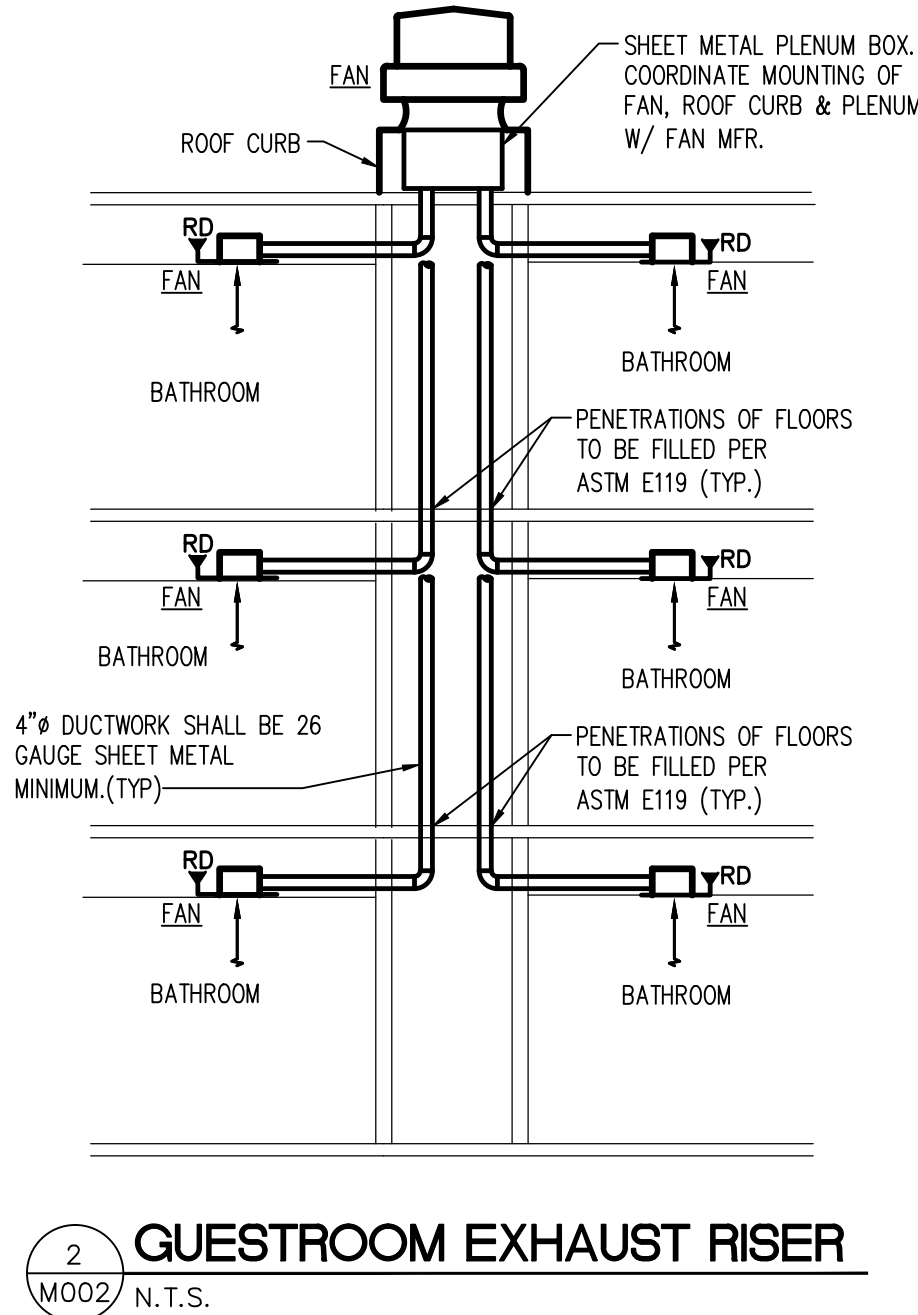 FAN
SHEET METAL PLENUM BOX.
COORDINATE MOUNTING OF
FAN, ROOF CURB & PLENUM
W/ FAN MFR.
ROOF CURB
RD
RD
FAN
FAN
BATHROOM
BATHROOM
PENETRATIONS OF FLOORS
TO BE FILLED PER
ASTM E119 (TYP.)
RD
RD
FAN
FAN
BATHROOM
BATHROOM
4"ø DUCTWORK SHALL BE 26
GAUGE SHEET METAL
MINIMUM.(TYP)
PENETRATIONS OF FLOORS
TO BE FILLED PER
ASTM E119 (TYP.)
RD
RD
FAN
FAN
BATHROOM
BATHROOM
2
M002
GUESTROOM EXHAUST RISER
N.T.S.